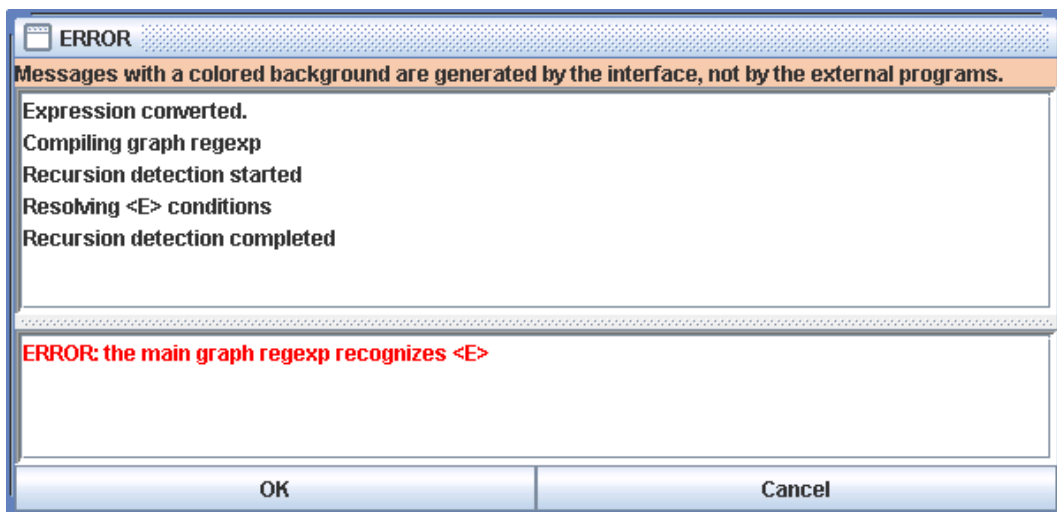 ERROR
Messages with a colored background are generated by the interface, not by the external programs.
Expression converted.
Compiling graph regexp
Recursion detection started
Resolving <E> conditions
Recursion detection completed
ERROR: the main graph regexp recognizes <E>
OK
Cancel